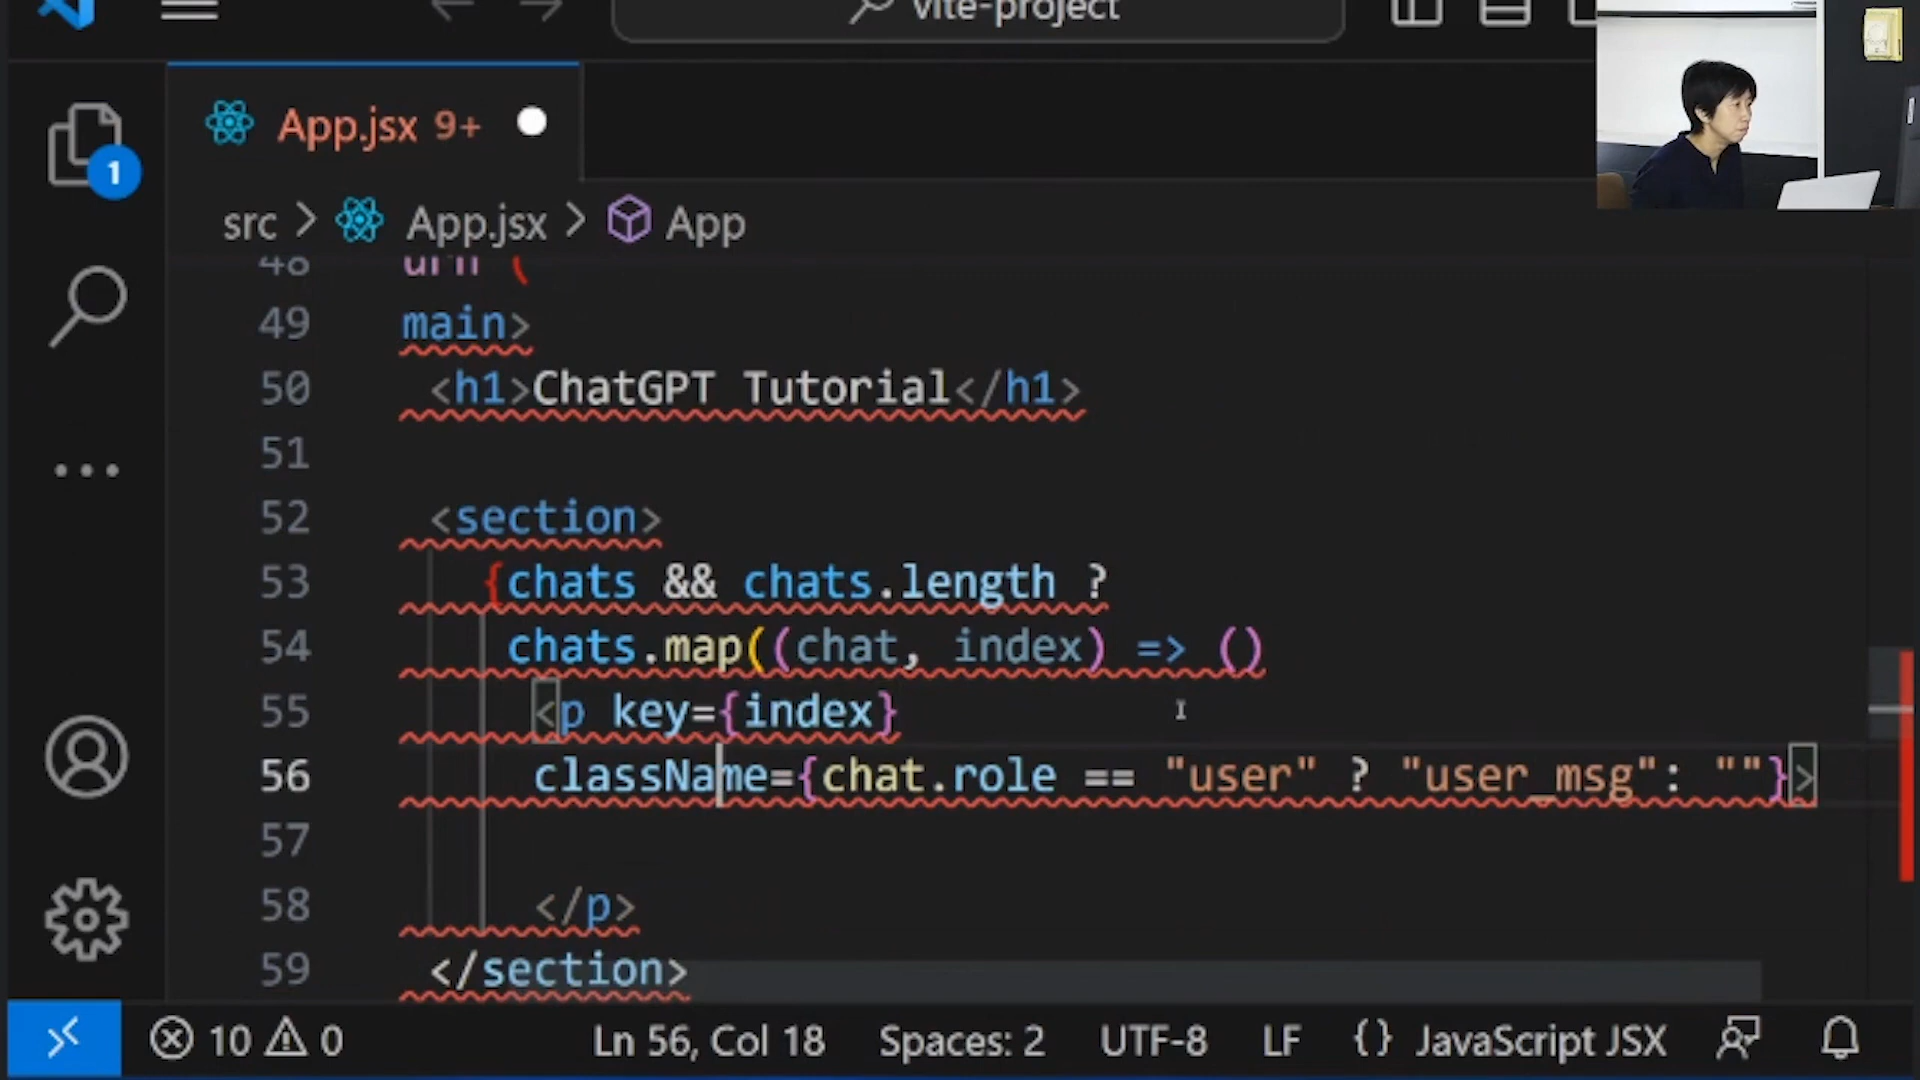 vite-project
App.jsx 9+
1
src > App.jsx > App
48 urn (
49 main>
50 <h1>ChatGPT Tutorial</h1>
51
52 <section>
53 {chats && chats.length ?
54 chats.map((chat, index) => ()
55 <p key={index}
56 className={chat.role == "user" ? "user_msg": ""}>
57
58 </p>
59 </section>
10 0 Ln 56, Col 18 Spaces: 2 UTF-8 LF {} JavaScript JSX